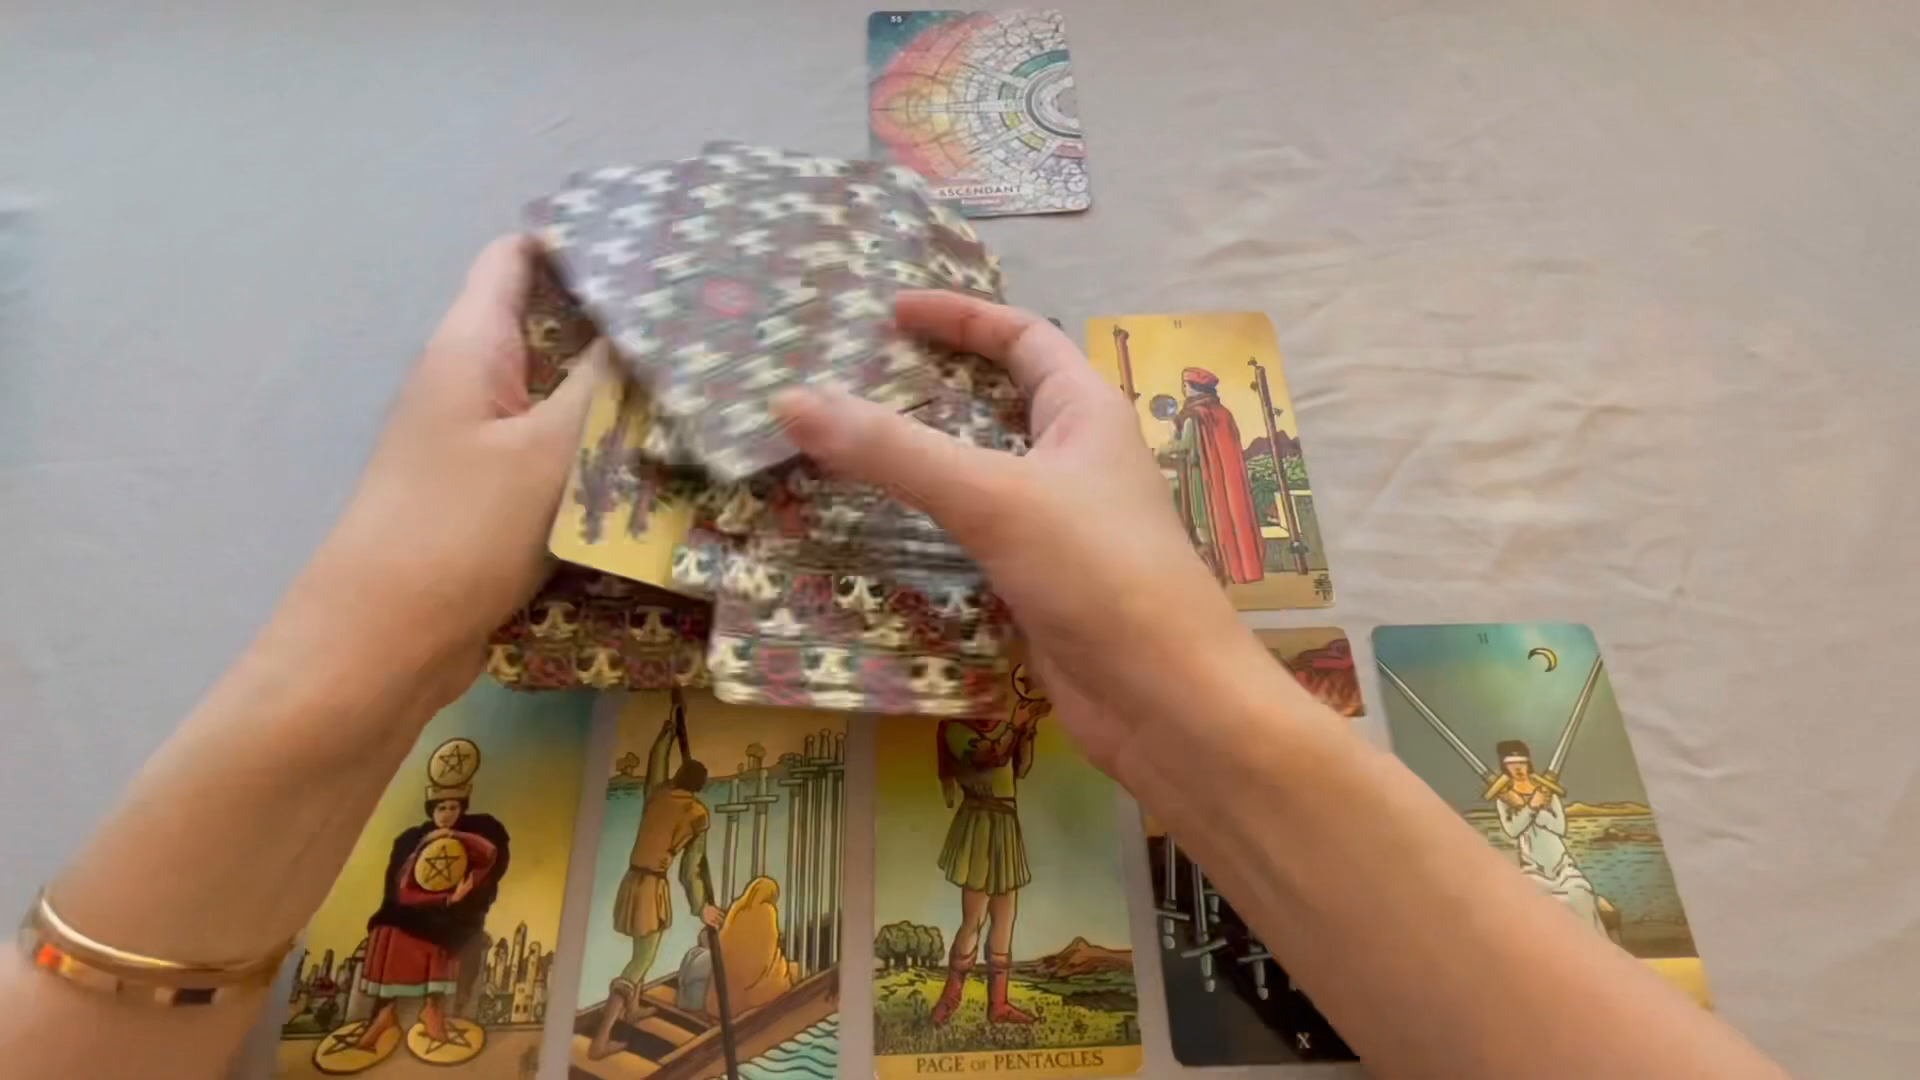 55
ASCENDANT
II
II
PAGE OF PENTACLES
X